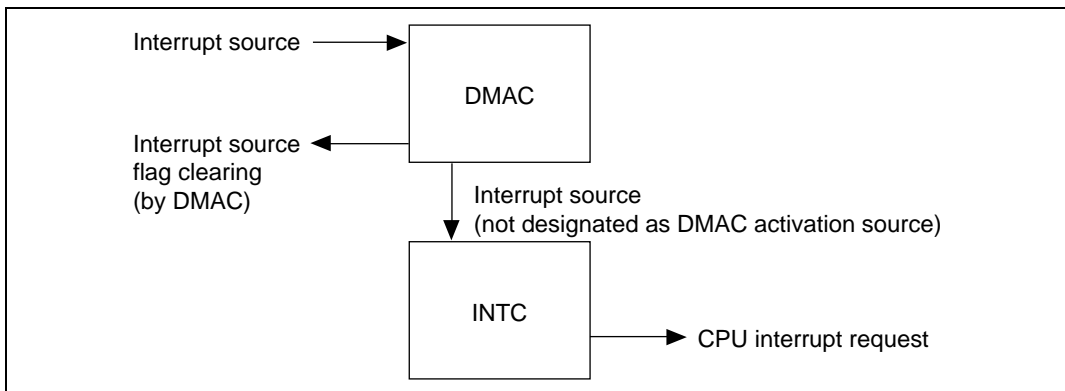 Interrupt source
DMAC
Interrupt source
flag clearing
(by DMAC)
Interrupt source
(not designated as DMAC activation source)
INTC
CPU interrupt request